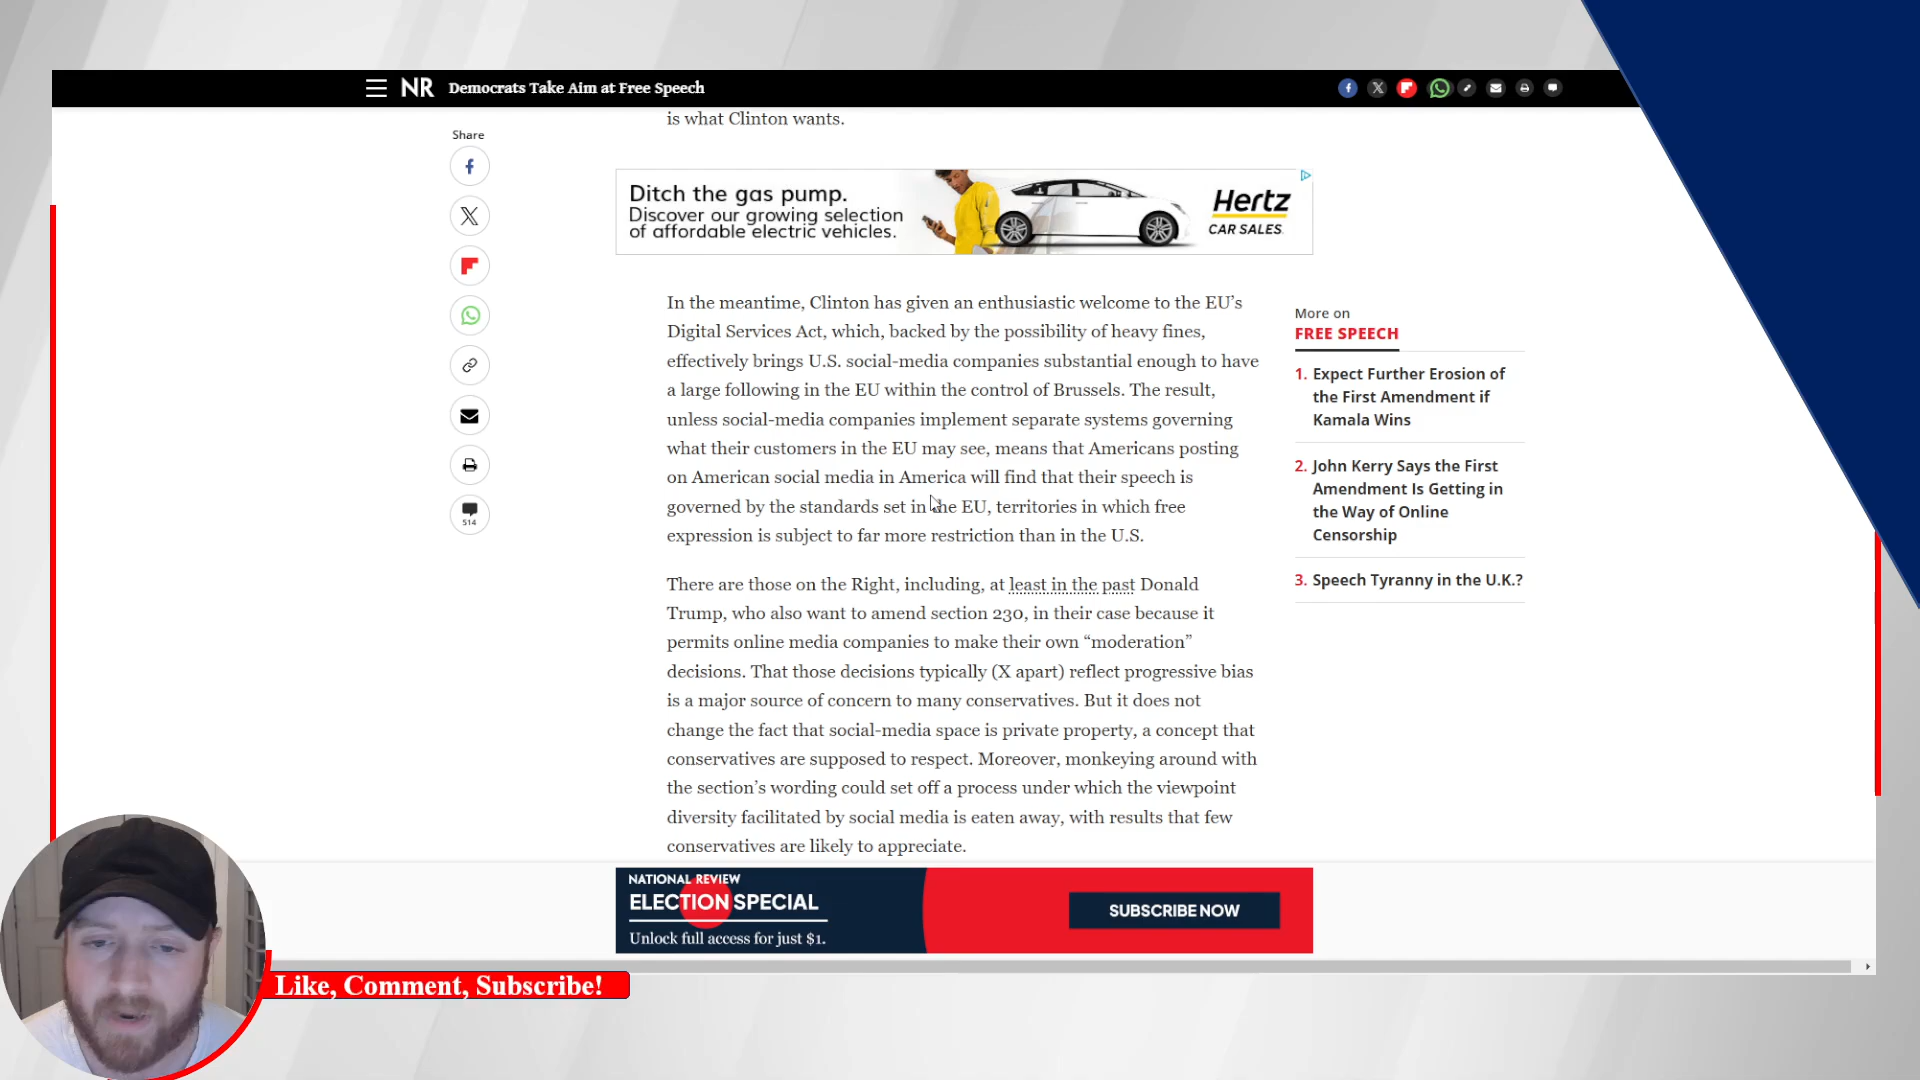 NR Democrats Take Aim at Free Speech
is what Clinton wants.
Share
Ditch the gas pump.
Discover our growing selection
of affordable electric vehicles.
Hertz
CAR SALES
In the meantime, Clinton has given an enthusiastic welcome to the EU’s
Digital Services Act, which, backed by the possibility of heavy fines,
effectively brings U.S. social-media companies substantial enough to have
a large following in the EU within the control of Brussels. The result,
unless social-media companies implement separate systems governing
what their customers in the EU may see, means that Americans posting
on American social media in America will find that their speech is
governed by the standards set in the EU, territories in which free
expression is subject to far more restriction than in the U.S.
There are those on the Right, including, at least in the past Donald
Trump, who also want to amend section 230, in their case because it
permits online media companies to make their own “moderation”
decisions. That those decisions typically (X apart) reflect progressive bias
is a major source of concern to many conservatives. But it does not
change the fact that social-media space is private property, a concept that
conservatives are supposed to respect. Moreover, monkeying around with
the section’s wording could set off a process under which the viewpoint
diversity facilitated by social media is eaten away, with results that few
conservatives are likely to appreciate.
514
More on
FREE SPEECH
1. Expect Further Erosion of
the First Amendment if
Kamala Wins
2. John Kerry Says the First
Amendment Is Getting in
the Way of Online
Censorship
3. Speech Tyranny in the U.K.?
NATIONAL REVIEW
ELECTION SPECIAL
Unlock full access for just $1.
SUBSCRIBE NOW
Like, Comment, Subscribe!